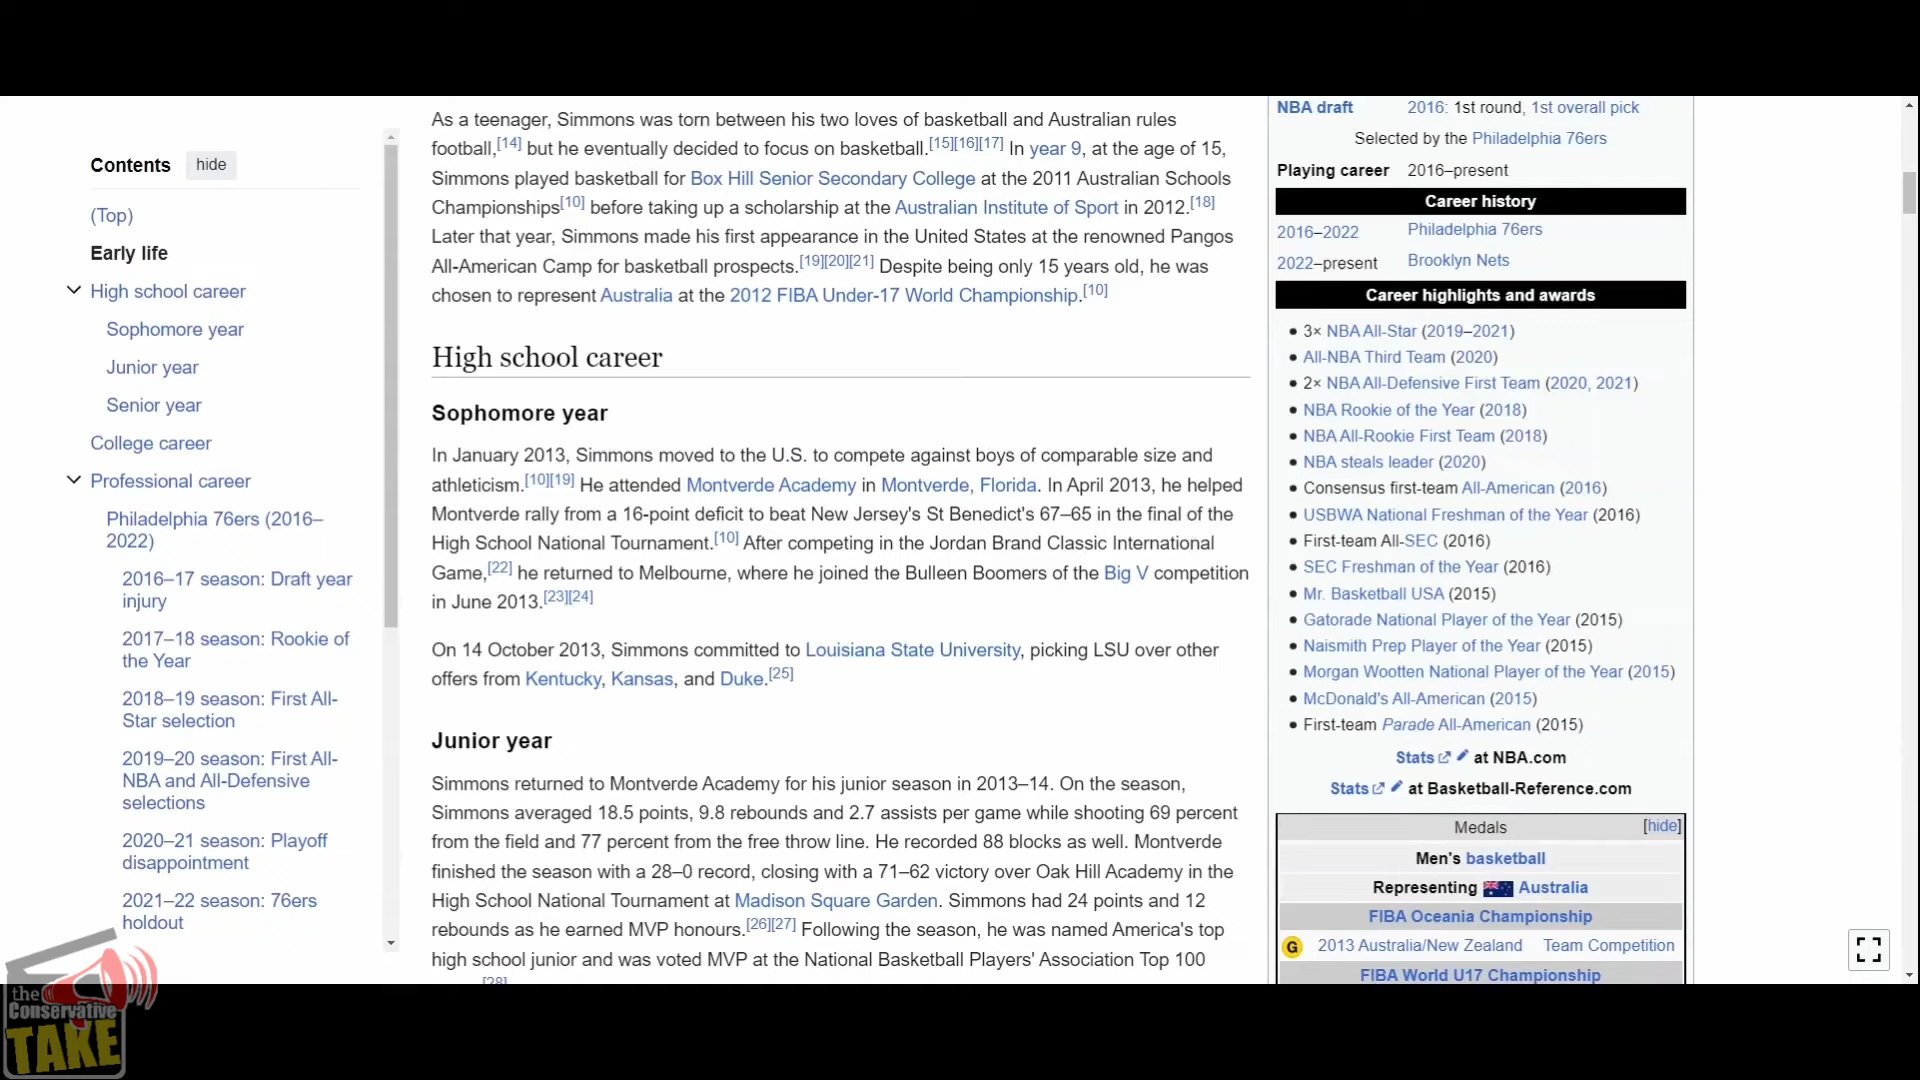 Contents hide
(Top)
Early life
High school career
Sophomore year
Junior year
Senior year
College career
Professional career
Philadelphia 76ers (2016–
2022)
2016–17 season: Draft year
injury
2017–18 season: Rookie of
the Year
2018–19 season: First All-
Star selection
2019–20 season: First All-
NBA and All-Defensive
selections
2020–21 season: Playoff
disappointment
2021–22 season: 76ers
holdout
As a teenager, Simmons was torn between his two loves of basketball and Australian rules
football,[14] but he eventually decided to focus on basketball.[15][16][17] In year 9, at the age of 15,
Simmons played basketball for Box Hill Senior Secondary College at the 2011 Australian Schools
Championships[10] before taking up a scholarship at the Australian Institute of Sport in 2012.[18]
Later that year, Simmons made his first appearance in the United States at the renowned Pangos
All-American Camp for basketball prospects.[19][20][21] Despite being only 15 years old, he was
chosen to represent Australia at the 2012 FIBA Under-17 World Championship.[10]
High school career
Sophomore year
In January 2013, Simmons moved to the U.S. to compete against boys of comparable size and
athleticism.[10][19] He attended Montverde Academy in Montverde, Florida. In April 2013, he helped
Montverde rally from a 16-point deficit to beat New Jersey's St Benedict's 67–65 in the final of the
High School National Tournament.[10] After competing in the Jordan Brand Classic International
Game,[22] he returned to Melbourne, where he joined the Bulleen Boomers of the Big V competition
in June 2013.[23][24]
On 14 October 2013, Simmons committed to Louisiana State University, picking LSU over other
offers from Kentucky, Kansas, and Duke.[25]
Junior year
Simmons returned to Montverde Academy for his junior season in 2013–14. On the season,
Simmons averaged 18.5 points, 9.8 rebounds and 2.7 assists per game while shooting 69 percent
from the field and 77 percent from the free throw line. He recorded 88 blocks as well. Montverde
finished the season with a 28–0 record, closing with a 71–62 victory over Oak Hill Academy in the
High School National Tournament at Madison Square Garden. Simmons had 24 points and 12
rebounds as he earned MVP honours.[26][27] Following the season, he was named America's top
high school junior and was voted MVP at the National Basketball Players' Association Top 100
[28]
NBA draft 2016: 1st round, 1st overall pick
Selected by the Philadelphia 76ers
Playing career 2016–present
Career history
2016–2022 Philadelphia 76ers
2022–present Brooklyn Nets
Career highlights and awards
• 3× NBA All-Star (2019–2021)
• All-NBA Third Team (2020)
• 2× NBA All-Defensive First Team (2020, 2021)
• NBA Rookie of the Year (2018)
• NBA All-Rookie First Team (2018)
• NBA steals leader (2020)
• Consensus first-team All-American (2016)
• USBWA National Freshman of the Year (2016)
• First-team All-SEC (2016)
• SEC Freshman of the Year (2016)
• Mr. Basketball USA (2015)
• Gatorade National Player of the Year (2015)
• Naismith Prep Player of the Year (2015)
• Morgan Wootten National Player of the Year (2015)
• McDonald's All-American (2015)
• First-team Parade All-American (2015)
Stats at NBA.com
Stats at Basketball-Reference.com
Medals [hide]
Men's basketball
Representing Australia
FIBA Oceania Championship
G 2013 Australia/New Zealand Team Competition
FIBA World U17 Championship
the
Conservative
TAKE